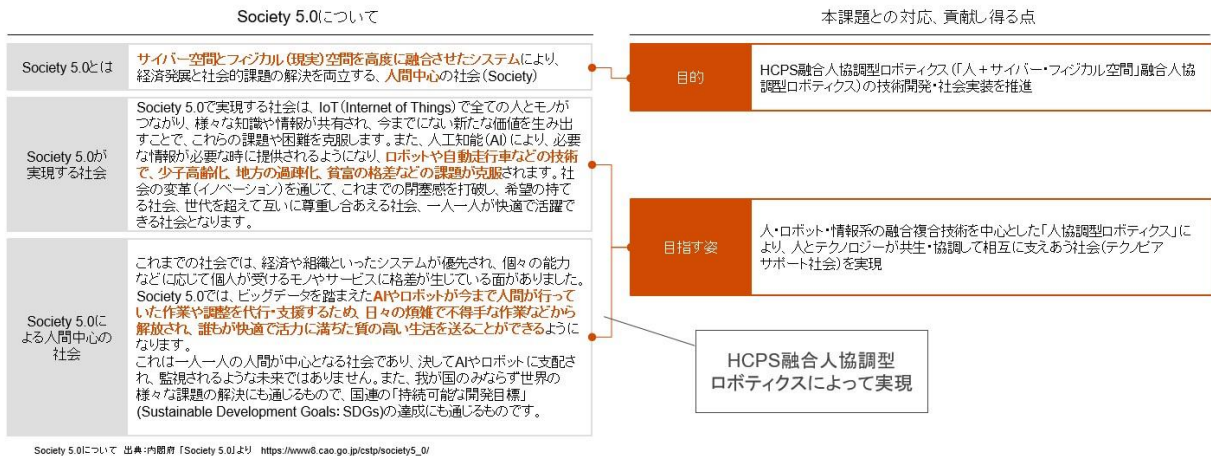 Society 5.0について
本課題との対応、貢献し得る点
Society 5.0とは
サイバー空間とフィジカル（現実）空間を高度に融合させたシステムにより、
経済発展と社会的課題の解決を両立する、人間中心の社会（Society）
目的
HCPS融合人協調型ロボティクス（「人＋サイバー・フィジカル空間」融合人協
調型ロボティクス）の技術開発・社会実装を推進
Society 5.0が
実現する社会
Society 5.0で実現する社会は、IoT（Internet of Things）で全ての人とモノが
つながり、様々な知識や情報が共有され、今までにない新たな価値を生み出
すことで、これらの課題や困難を克服します。また、人工知能（AI）により、必要
な情報が必要な時に提供されるようになり、ロボットや自動走行車などの技術
で、少子高齢化、地方の過疎化、貧富の格差などの課題が克服されます。社
会の変革（イノベーション）を通じて、これまでの閉塞感を打破し、希望の持て
る社会、世代を超えて互いに尊重し合あえる社会、一人一人が快適で活躍で
きる社会となります。
目指す姿
人・ロボット・情報系の融合複合技術を中心とした「人協調型ロボティクス」に
より、人とテクノロジーが共生・協調して相互に支えあう社会（テクノピア
サポート社会）を実現
Society 5.0に
よる人間中心の
社会
これまでの社会では、経済や組織といったシステムが優先され、個々の能力
などに応じて個人が受けるモノやサービスに格差が生じている面がありました。
Society 5.0では、ビッグデータを踏まえたAIやロボットが今まで人間が行って
いた作業や調整を代行・支援するため、日々の煩雑で不得手な作業などから
解放され、誰もが快適で活力に満ちた質の高い生活を送ることができるように
なります。
これは一人一人の人間が中心となる社会であり、決してAIやロボットに支配さ
れ、監視されるような未来ではありません。また、我が国のみならず世界の
様々な課題の解決にも通じるもので、国連の「持続可能な開発目標」
(Sustainable Development Goals: SDGs)の達成にも通じるものです。
HCPS融合人協調型
ロボティクスによって実現
Society 5.0について 出典：内閣府「Society 5.0」より https://www8.cao.go.jp/cstp/society5_0/